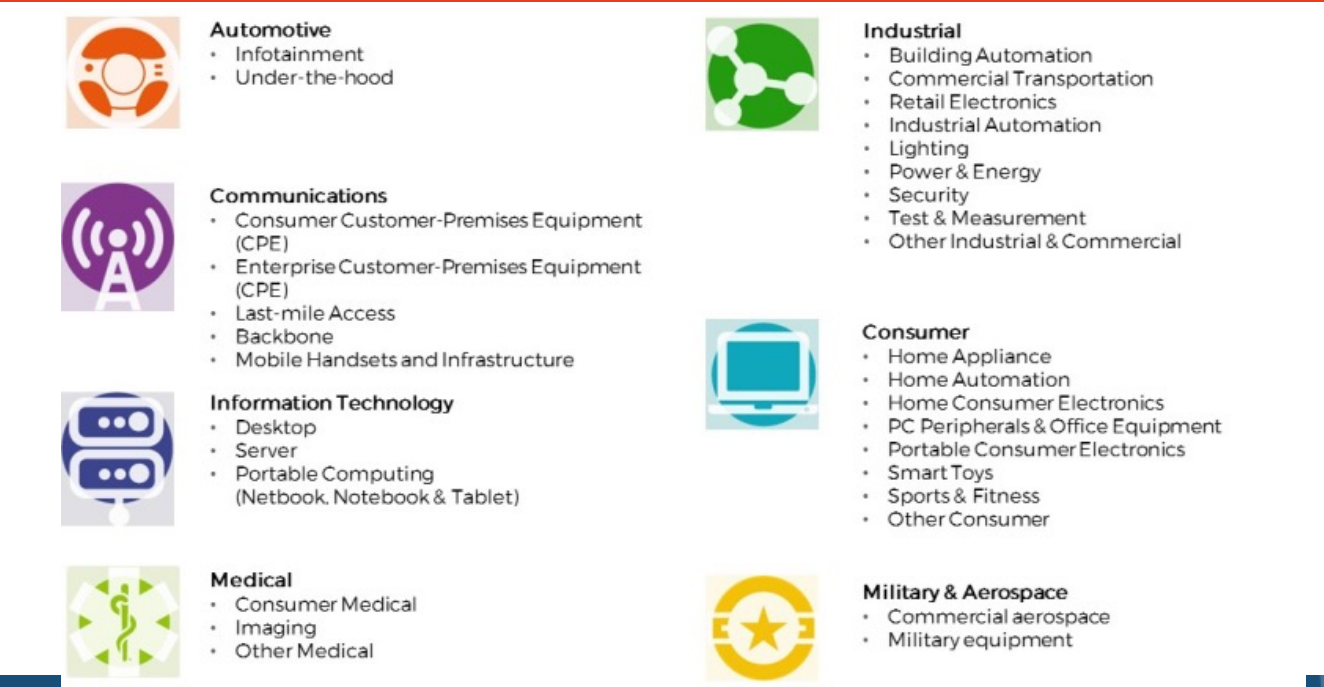 Automotive
• Infotainment
• Under-the-hood
Communications
• Consumer Customer-Premises Equipment
(CPE)
• Enterprise Customer-Premises Equipment
(CPE)
• Last-mile Access
• Backbone
• Mobile Handsets and Infrastructure
Information Technology
• Desktop
• Server
• Portable Computing
(Netbook, Notebook & Tablet)
Medical
• Consumer Medical
• Imaging
• Other Medical
Industrial
• Building Automation
• Commercial Transportation
• Retail Electronics
• Industrial Automation
• Lighting
• Power & Energy
• Security
• Test & Measurement
• Other Industrial & Commercial
Consumer
• Home Appliance
• Home Automation
• Home Consumer Electronics
• PC Peripherals & Office Equipment
• Portable Consumer Electronics
• Smart Toys
• Sports & Fitness
• Other Consumer
Military & Aerospace
• Commercial aerospace
• Military equipment